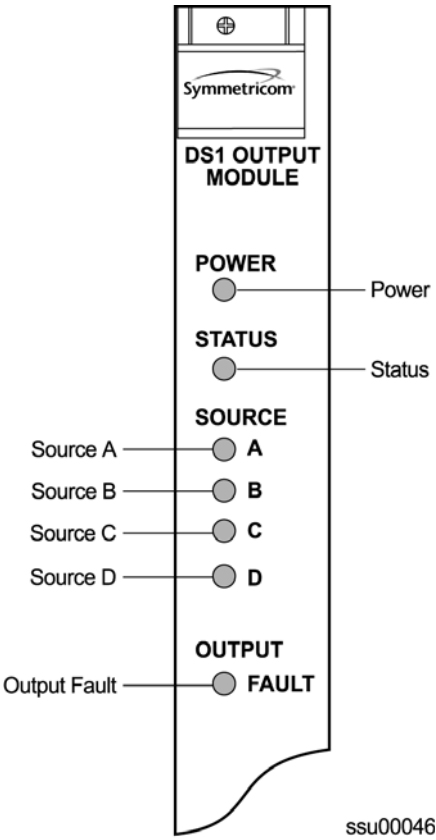 Symmetricom
DS1 OUTPUT
MODULE
POWER
Power
STATUS
Status
SOURCE
Source A
A
Source B
B
Source C
C
Source D
D
OUTPUT
Output Fault
FAULT
ssu00046